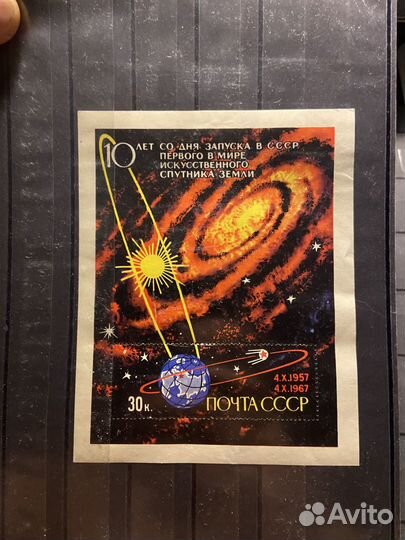 10 ЛЕТ СО ДНЯ ЗАПУСКА В СССР
ПЕРВОГО В МИРЕ
ИСКУССТВЕННОГО
СПУТНИКА ЗЕМЛИ
4.X.1957
4.X.1967
30к. ПОЧТА СССР
Avito